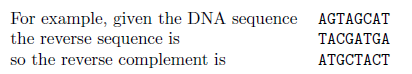 For example, given the DNA sequence AGTAGCAT
the reverse sequence is TACGATGA
so the reverse complement is ATGCTACT